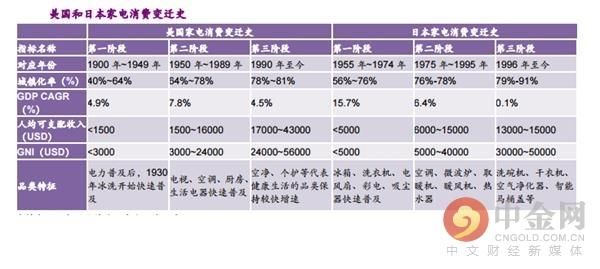 美国和日本家电消费变迁史
美国家电消费变迁史 日本家电消费变迁史
指标名称 第一阶段 第二阶段 第三阶段 第一阶段 第二阶段 第三阶段
对应年份 1900 年~1949 年 1950 年~1989 年 1990 年至今 1955 年~1974 年 1975 年~1995 年 1996 年至今
城镇化率(%) 40%~64% 64%~78% 78%~81% 56%~76% 76%-78% 79%-91%
GDP CAGR
(%) 4.9% 7.8% 4.5% 15.7% 6.4% 0.1%
人均可支配收入
(USD) <1500 1500~16000 17000~43000 <5000 6000~15000 13000~15000
GNI(USD) <3000 3000~24000 24000~56000 <5000 5000~40000 30000~50000
品类特征
电力普及后，1930
年冰洗开始快速普
及
电视、空调、厨房、
生活电器快速普及
空净、个护等代表
健康生活的品类保
持较快增速
冰箱、洗衣机、电
风扇、彩电、吸尘
器快速普及
空调、微波炉、取
暖机、暖风机、热
水器
洗碗机、干衣机、
空气净化器、智能
马桶盖等
中金网
CNGOLD.COM.CN
中文财经新媒体